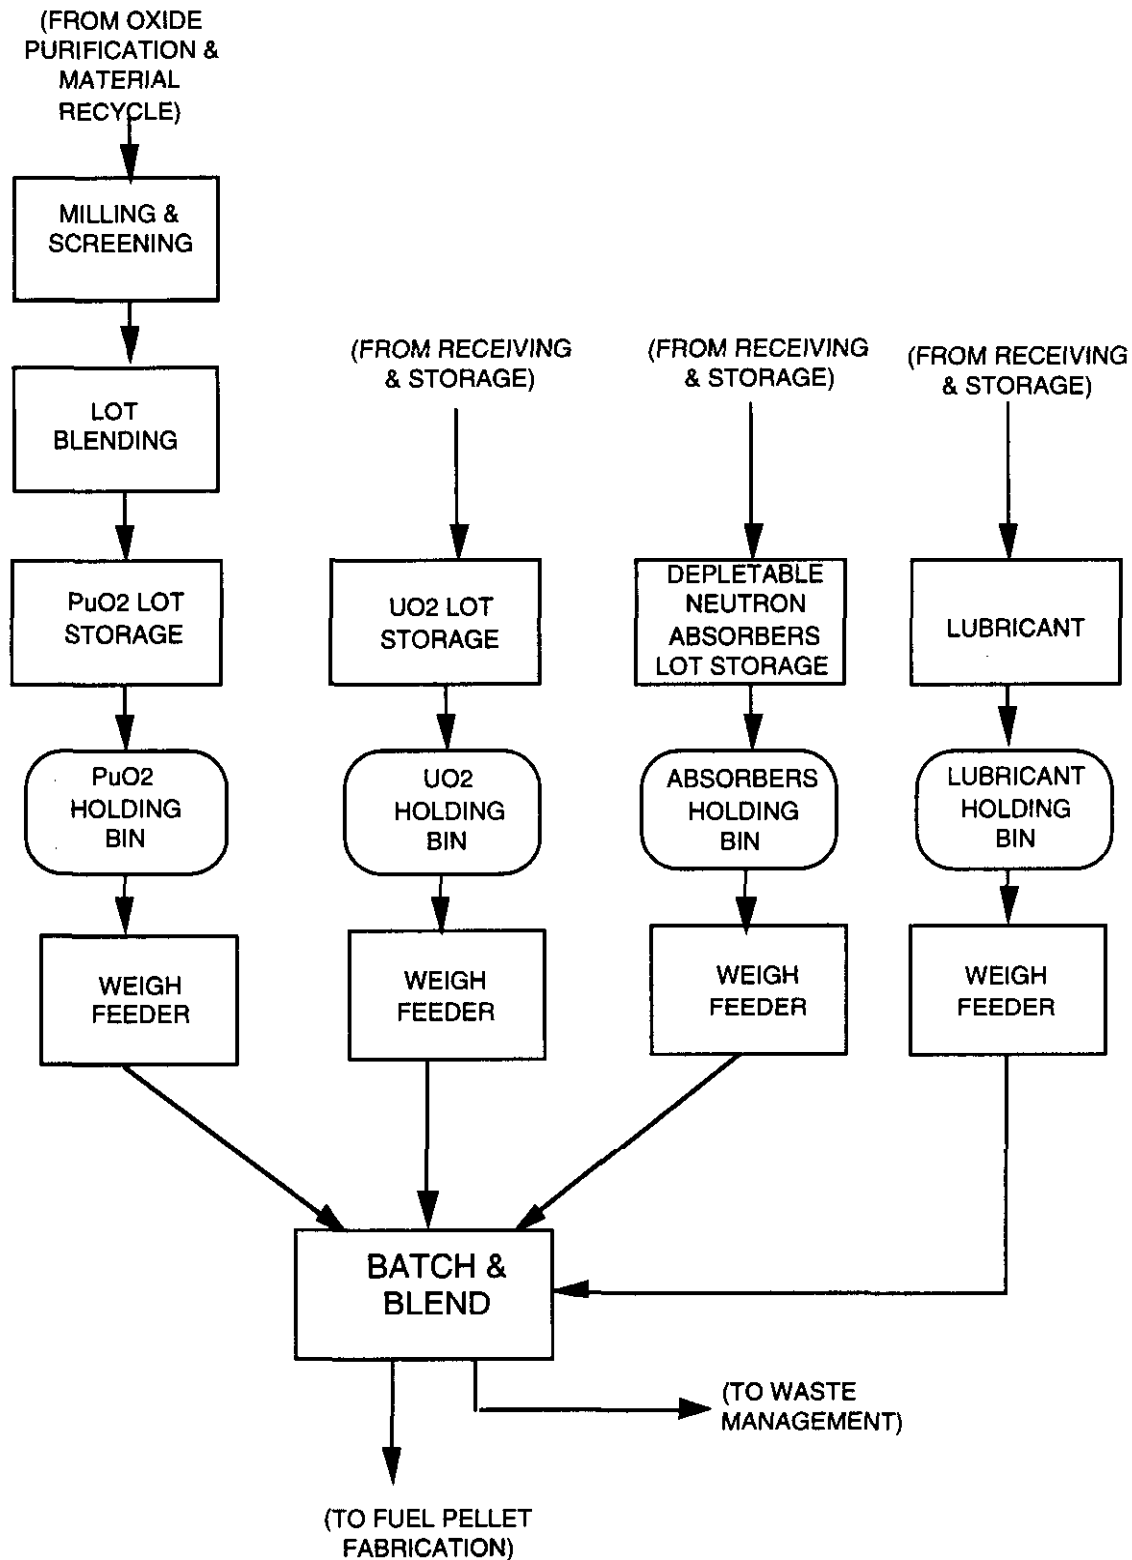 (FROM OXIDE
PURIFICATION &
MATERIAL
RECYCLE)
MILLING &
SCREENING
LOT
BLENDING
(FROM RECEIVING
& STORAGE)
(FROM RECEIVING
& STORAGE)
(FROM RECEIVING
& STORAGE)
PuO2 LOT
STORAGE
UO2 LOT
STORAGE
DEPLETABLE
NEUTRON
ABSORBERS
LOT STORAGE
LUBRICANT
PuO2
HOLDING
BIN
UO2
HOLDING
BIN
ABSORBERS
HOLDING
BIN
LUBRICANT
HOLDING
BIN
WEIGH
FEEDER
WEIGH
FEEDER
WEIGH
FEEDER
WEIGH
FEEDER
BATCH &
BLEND
(TO WASTE
MANAGEMENT)
(TO FUEL PELLET
FABRICATION)